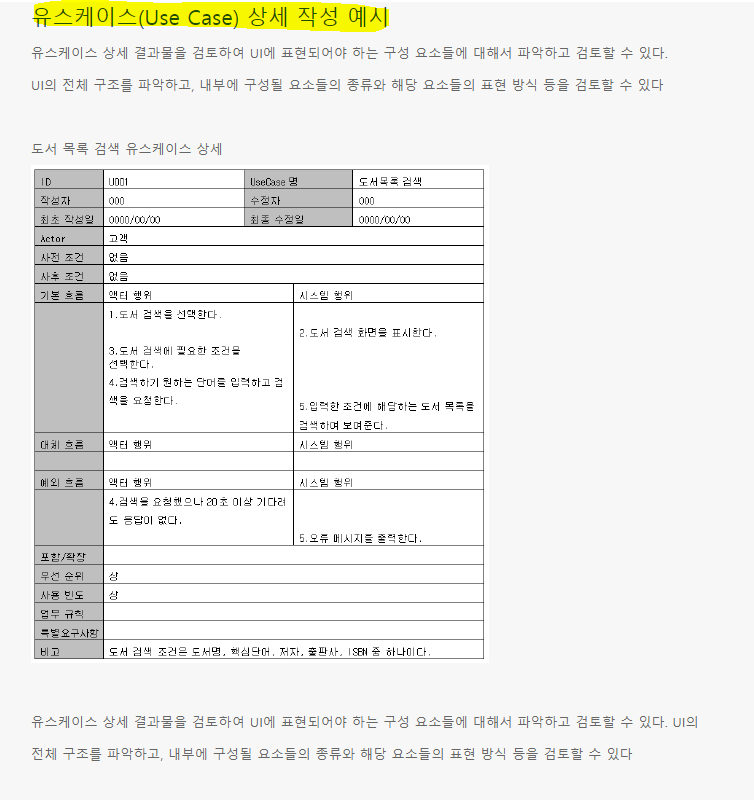 유스케이스(Use Case) 상세 작성 예시
유스케이스 상세 결과물을 검토하여 UI에 표현되어야 하는 구성 요소들에 대해서 파악하고 검토할 수 있다.
UI의 전체 구조를 파악하고, 내부에 구성될 요소들의 종류와 해당 요소들의 표현 방식 등을 검토할 수 있다
도서 목록 검색 유스케이스 상세
ID U001 UseCase 명 도서목록 검색
작성자 000 수정자 000
최초 작성일 0000/00/00 최종 수정일 0000/00/00
Actor 고객
사전 조건 없음
사후 조건 없음
기본 흐름 액터 행위 시스템 행위
1.도서 검색을 선택한다.
2.도서 검색 화면을 표시한다.
3.도서 검색에 필요한 조건을
선택한다.
4.검색하기 원하는 단어를 입력하고 검
색을 요청한다.
5.입력한 조건에 해당하는 도서 목록을
검색하여 보여준다.
대체 흐름 액터 행위 시스템 행위
예외 흐름 액터 행위 시스템 행위
4.검색을 요청했으나 20초 이상 기다려
도 응답이 없다.
5.오류 메시지를 출력한다.
포함/확장
우선 순위 상
사용 빈도 상
업무 규칙
특별요구사항
비고 도서 검색 조건은 도서명, 핵심단어, 저자, 출판사, ISBN 중 하나이다.
유스케이스 상세 결과물을 검토하여 UI에 표현되어야 하는 구성 요소들에 대해서 파악하고 검토할 수 있다. UI의
전체 구조를 파악하고, 내부에 구성될 요소들의 종류와 해당 요소들의 표현 방식 등을 검토할 수 있다